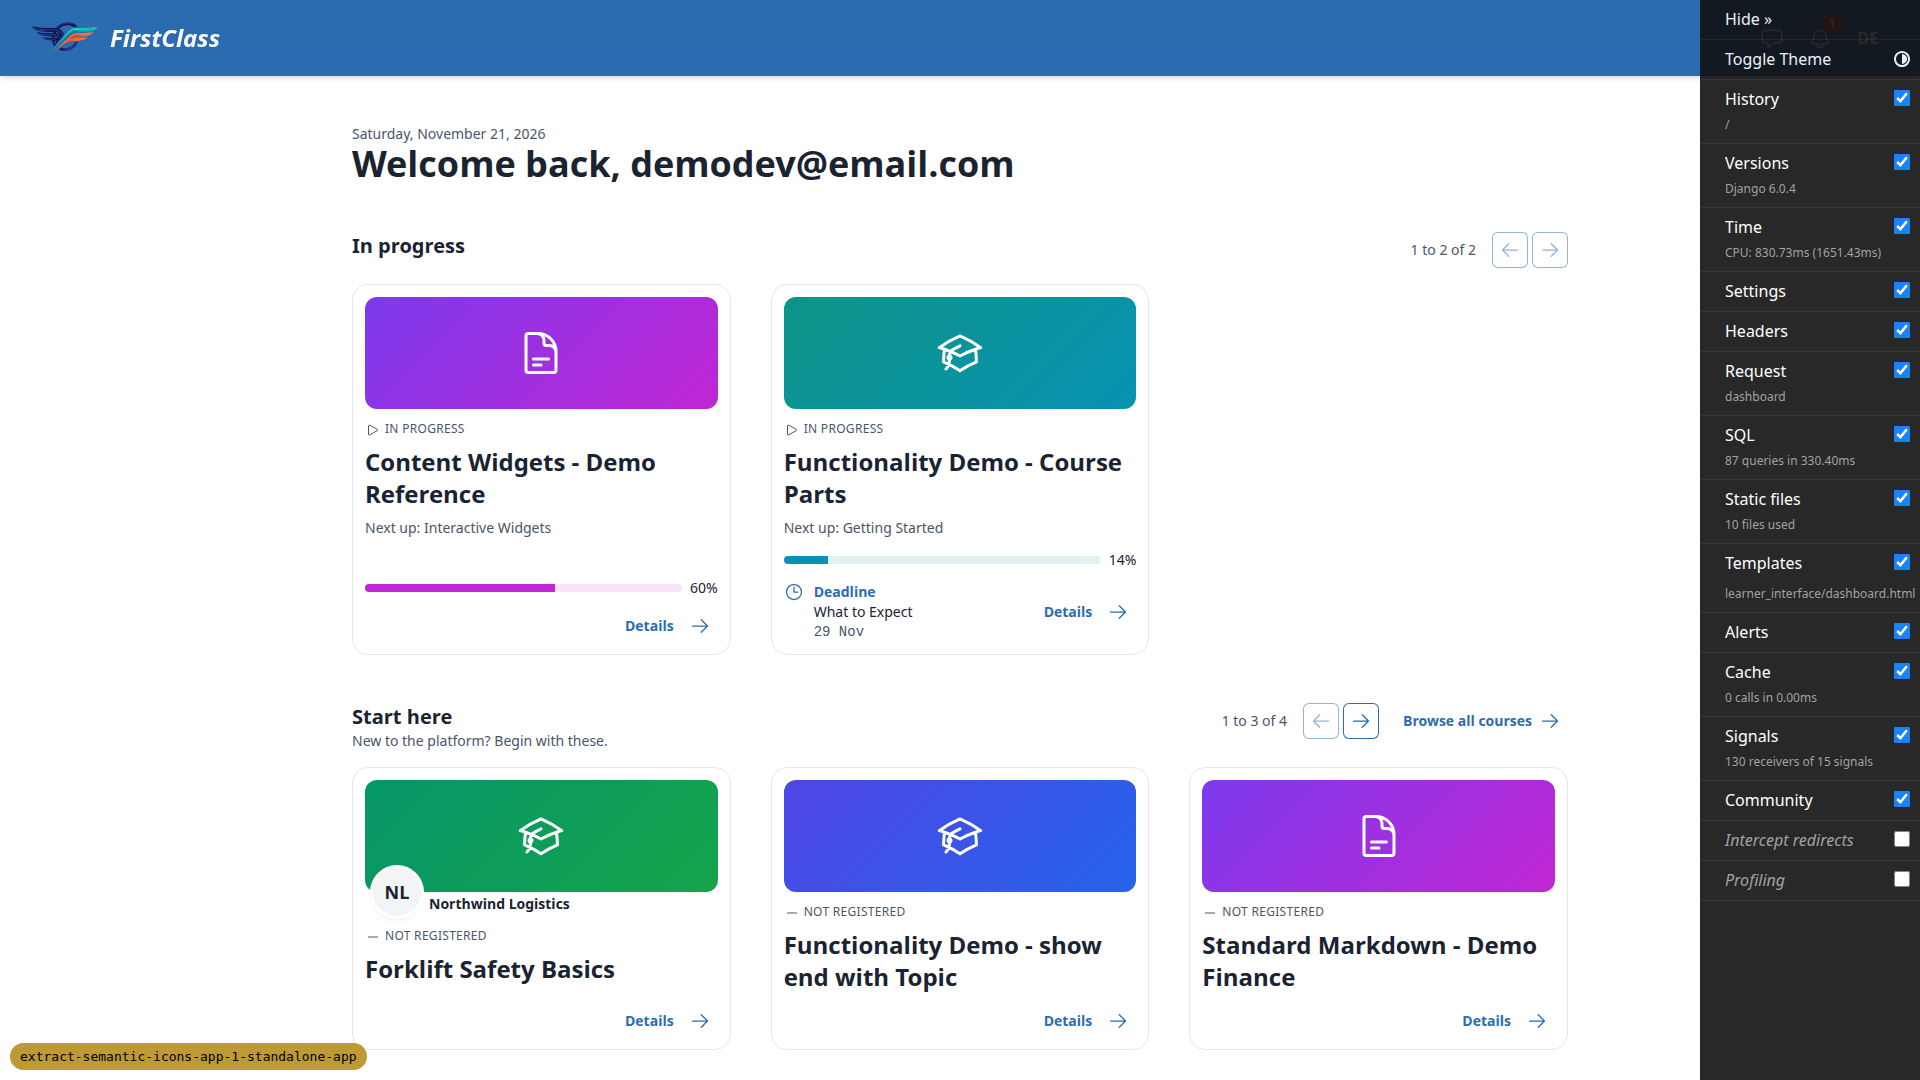 FirstClass
1
DE
Saturday, November 21, 2026
Welcome back, demodev@email.com
In progress
1 to 2 of 2
IN PROGRESS
Content Widgets - Demo
Reference
Next up: Interactive Widgets
60%
Details
IN PROGRESS
Functionality Demo - Course
Parts
Next up: Getting Started
14%
Deadline
What to Expect
29 Nov
Details
Start here
New to the platform? Begin with these.
1 to 3 of 4
Browse all courses
NL
Northwind Logistics
NOT REGISTERED
Forklift Safety Basics
Details
NOT REGISTERED
Functionality Demo - show
end with Topic
Details
NOT REGISTERED
Standard Markdown - Demo
Finance
Details
extract-semantic-icons-app-1-standalone-app
Hide »
Toggle Theme
History
/
Versions
Django 6.0.4
Time
CPU: 830.73ms (1651.43ms)
Settings
Headers
Request
dashboard
SQL
87 queries in 330.40ms
Static files
10 files used
Templates
learner_interface/dashboard.html
Alerts
Cache
0 calls in 0.00ms
Signals
130 receivers of 15 signals
Community
Intercept redirects
Profiling